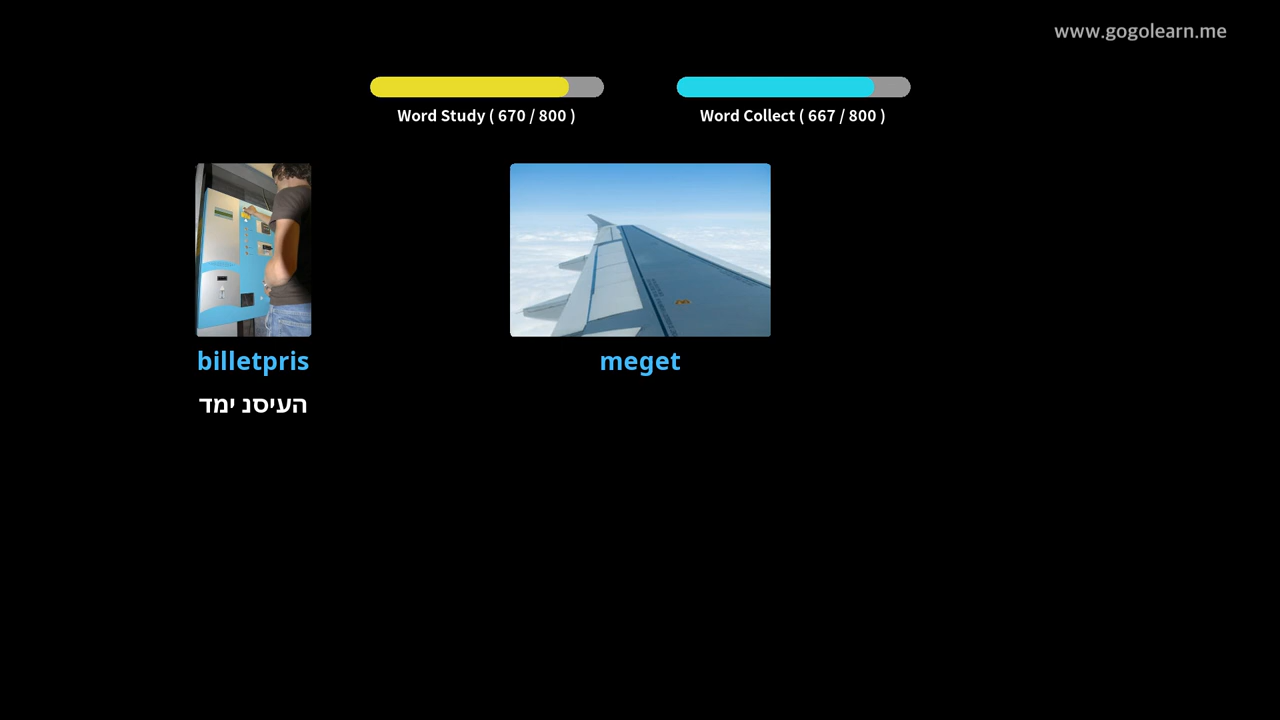 www.gogolearn.me
Word Study ( 670 / 800 )
Word Collect ( 667 / 800 )
billetpris
meget
העיסנ ימד